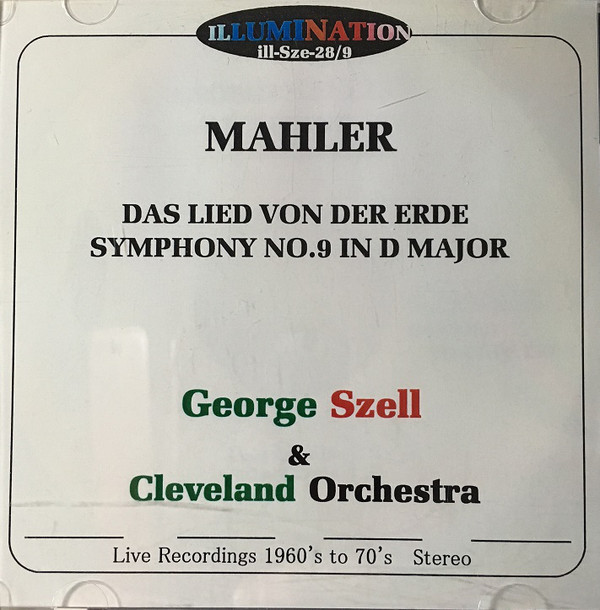 ILLUMINATION
ill-Sze-28/9
MAHLER
DAS LIED VON DER ERDE
SYMPHONY NO.9 IN D MAJOR
George Szell
&
Cleveland Orchestra
Live Recordings 1960's to 70's Stereo